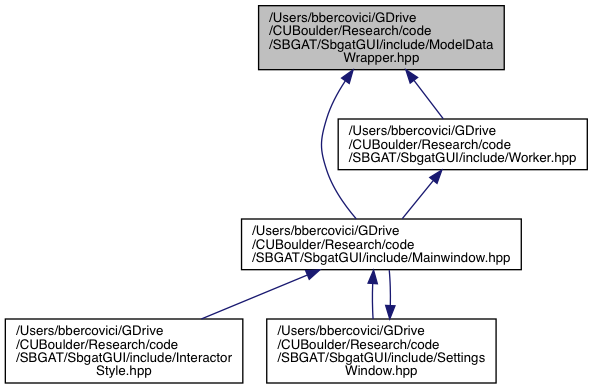 /Users/bbercovici/GDrive
/CUBoulder/Research/code
/SBGAT/SbgatGUI/include/ModelData
Wrapper.hpp
/Users/bbercovici/GDrive
/CUBoulder/Research/code
/SBGAT/SbgatGUI/include/Worker.hpp
/Users/bbercovici/GDrive
/CUBoulder/Research/code
/SBGAT/SbgatGUI/include/Mainwindow.hpp
/Users/bbercovici/GDrive
/CUBoulder/Research/code
/SBGAT/SbgatGUI/include/Interactor
Style.hpp
/Users/bbercovici/GDrive
/CUBoulder/Research/code
/SBGAT/SbgatGUI/include/Settings
Window.hpp